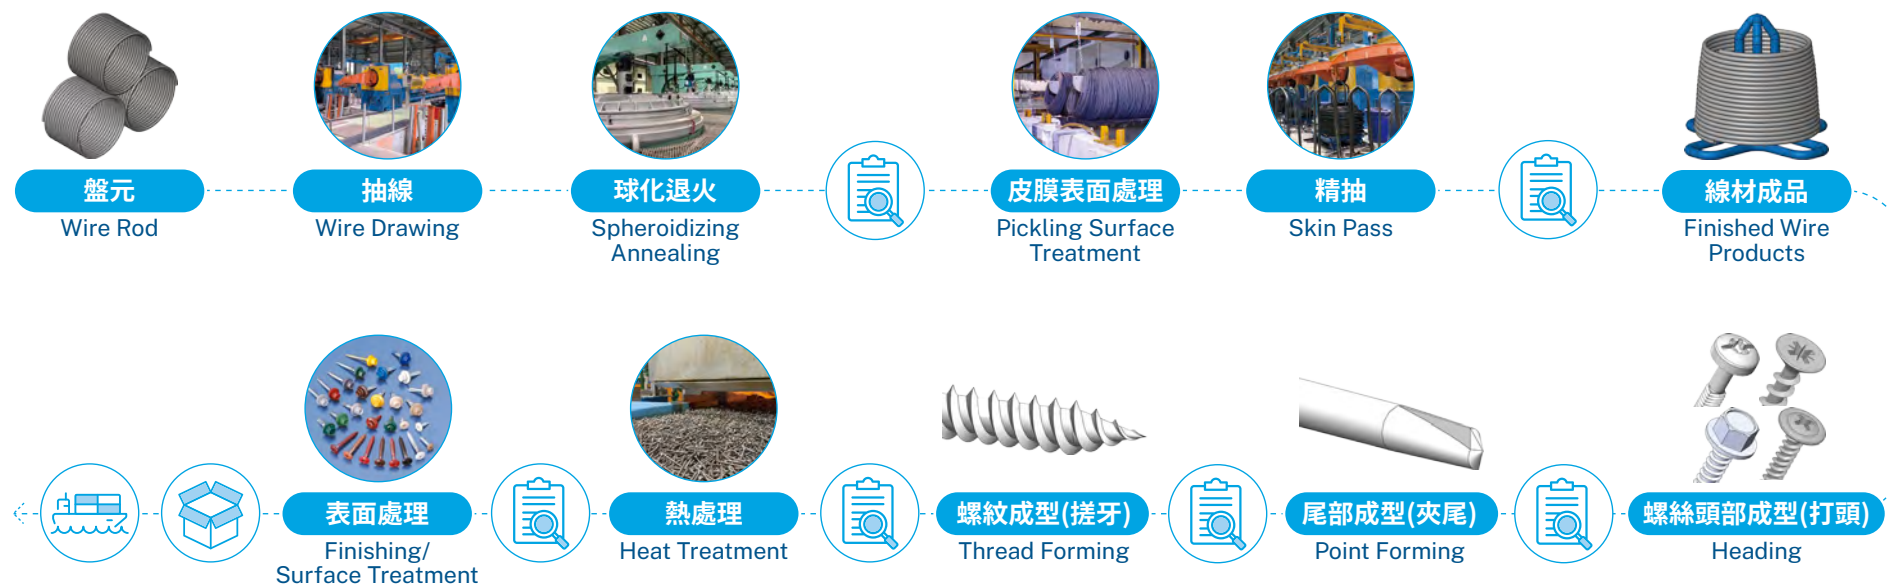 盤元
Wire Rod
抽線
Wire Drawing
球化退火
Spheroidizing
Annealing
皮膜表面處理
Pickling Surface
Treatment
精抽
Skin Pass
線材成品
Finished Wire
Products
表面處理
Finishing/
Surface Treatment
熱處理
Heat Treatment
螺紋成型(搓牙)
Thread Forming
尾部成型(夾尾)
Point Forming
螺絲頭部成型(打頭)
Heading